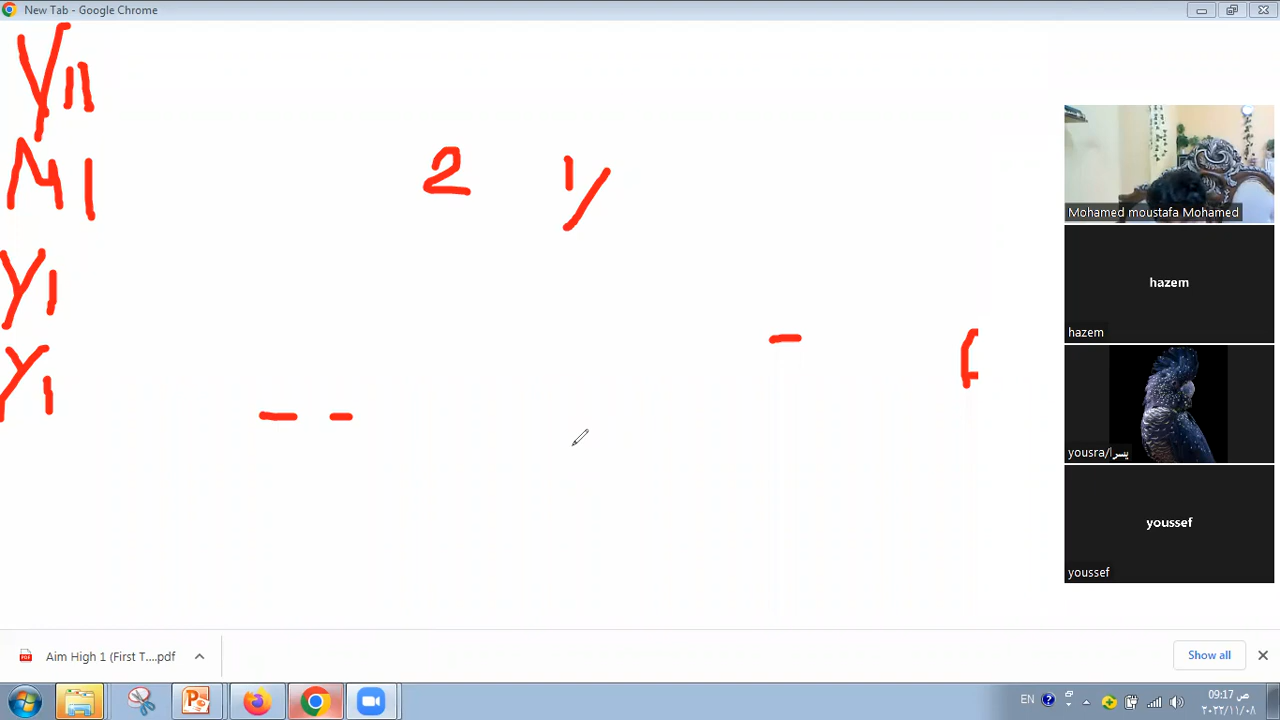 New Tab - Google Chrome
Y11
M1
2 1/
Y1
Y1
Mohamed moustafa Mohamed
hazem
hazem
yousra/يسرا
youssef
youssef
Aim High 1 (First T....pdf
Show all
EN
09:17 ص
٢٠٢٢/١١/٠٨